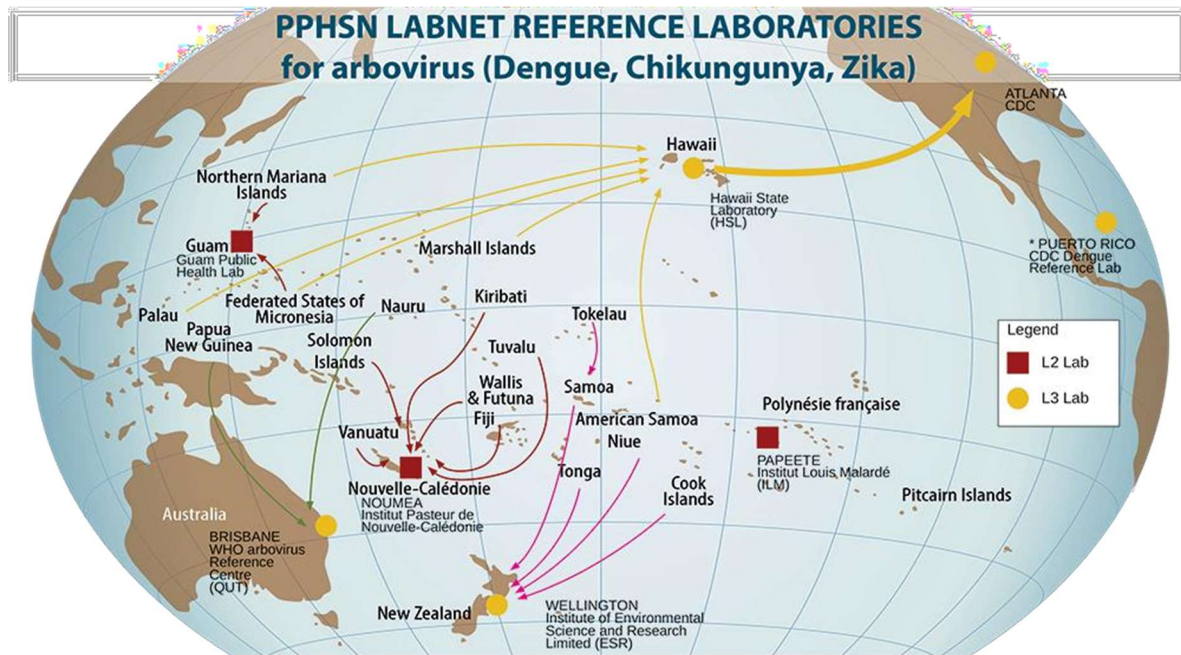 PPHSN LABNET REFERENCE LABORATORIES
for arbovirus (Dengue, Chikungunya, Zika)
ATLANTA
CDC
Hawaii
Hawaii State
Laboratory
(HSL)
Northern Mariana
Islands
Guam
Guam Public
Health Lab
Marshall Islands
* PUERTO RICO
CDC Dengue
Reference Lab
Palau
Federated States of
Micronesia
Nauru
Kiribati
Tokelau
Papua
New Guinea
Solomon
Islands
Tuvalu
Legend
L2 Lab
L3 Lab
Wallis
& Futuna
Fiji
Samoa
American Samoa
Niue
Polynésie française
Vanuatu
Nouvelle-Calédonie
NOUMEA
Institut Pasteur de
Nouvelle-Calédonie
Tonga
Cook
Islands
PAPEETE
Institut Louis Malardé
(ILM)
Pitcairn Islands
Australia
BRISBANE
WHO arbovirus
Reference
Centre
(QUT)
New Zealand
WELLINGTON
Institute of Environmental
Science and Research
Limited (ESR)